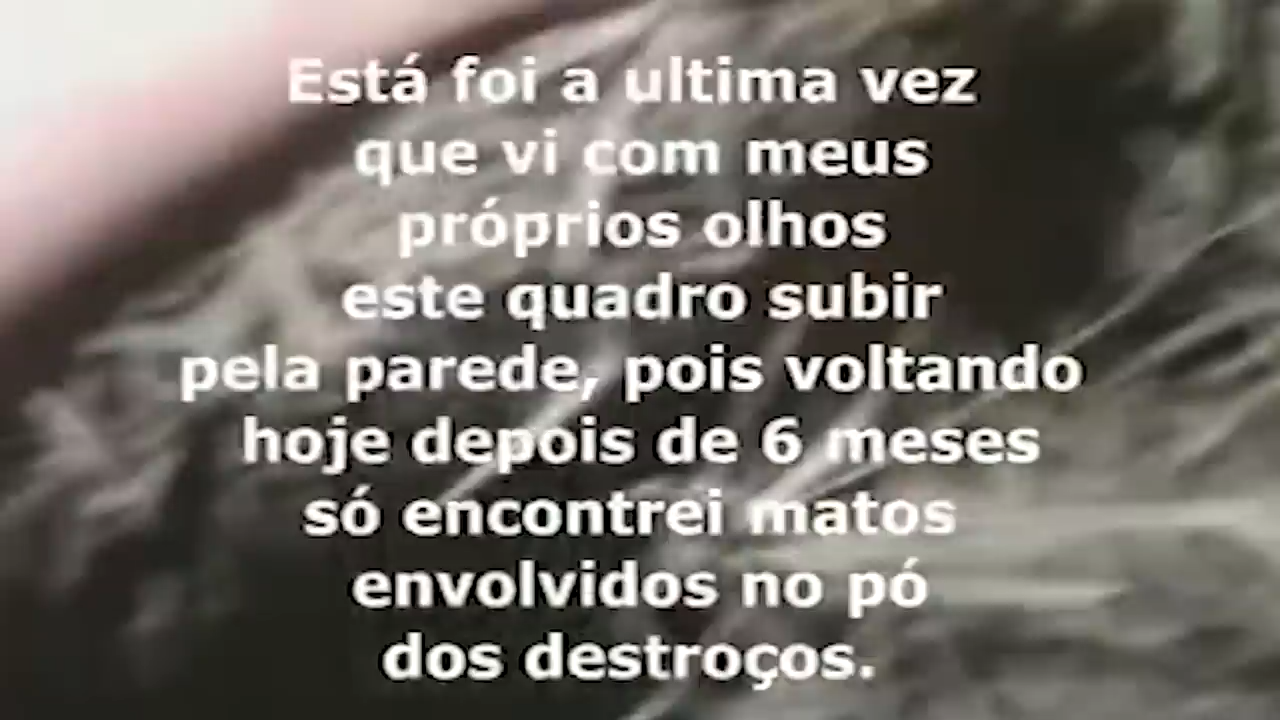 Está foi a ultima vez
que vi com meus
próprios olhos
este quadro subir
pela parede, pois voltando
hoje depois de 6 meses
só encontrei matos
envolvidos no pó
dos destroços.